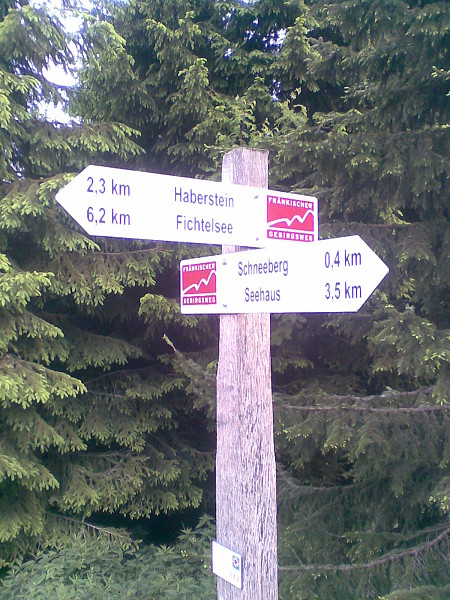 2,3 km Haberstein
6,2 km Fichtelsee
FRÄNKISCHER
GEBIRGSWEG
FRÄNKISCHER
GEBIRGSWEG
Schneeberg 0,4 km
Seehaus 3,5 km